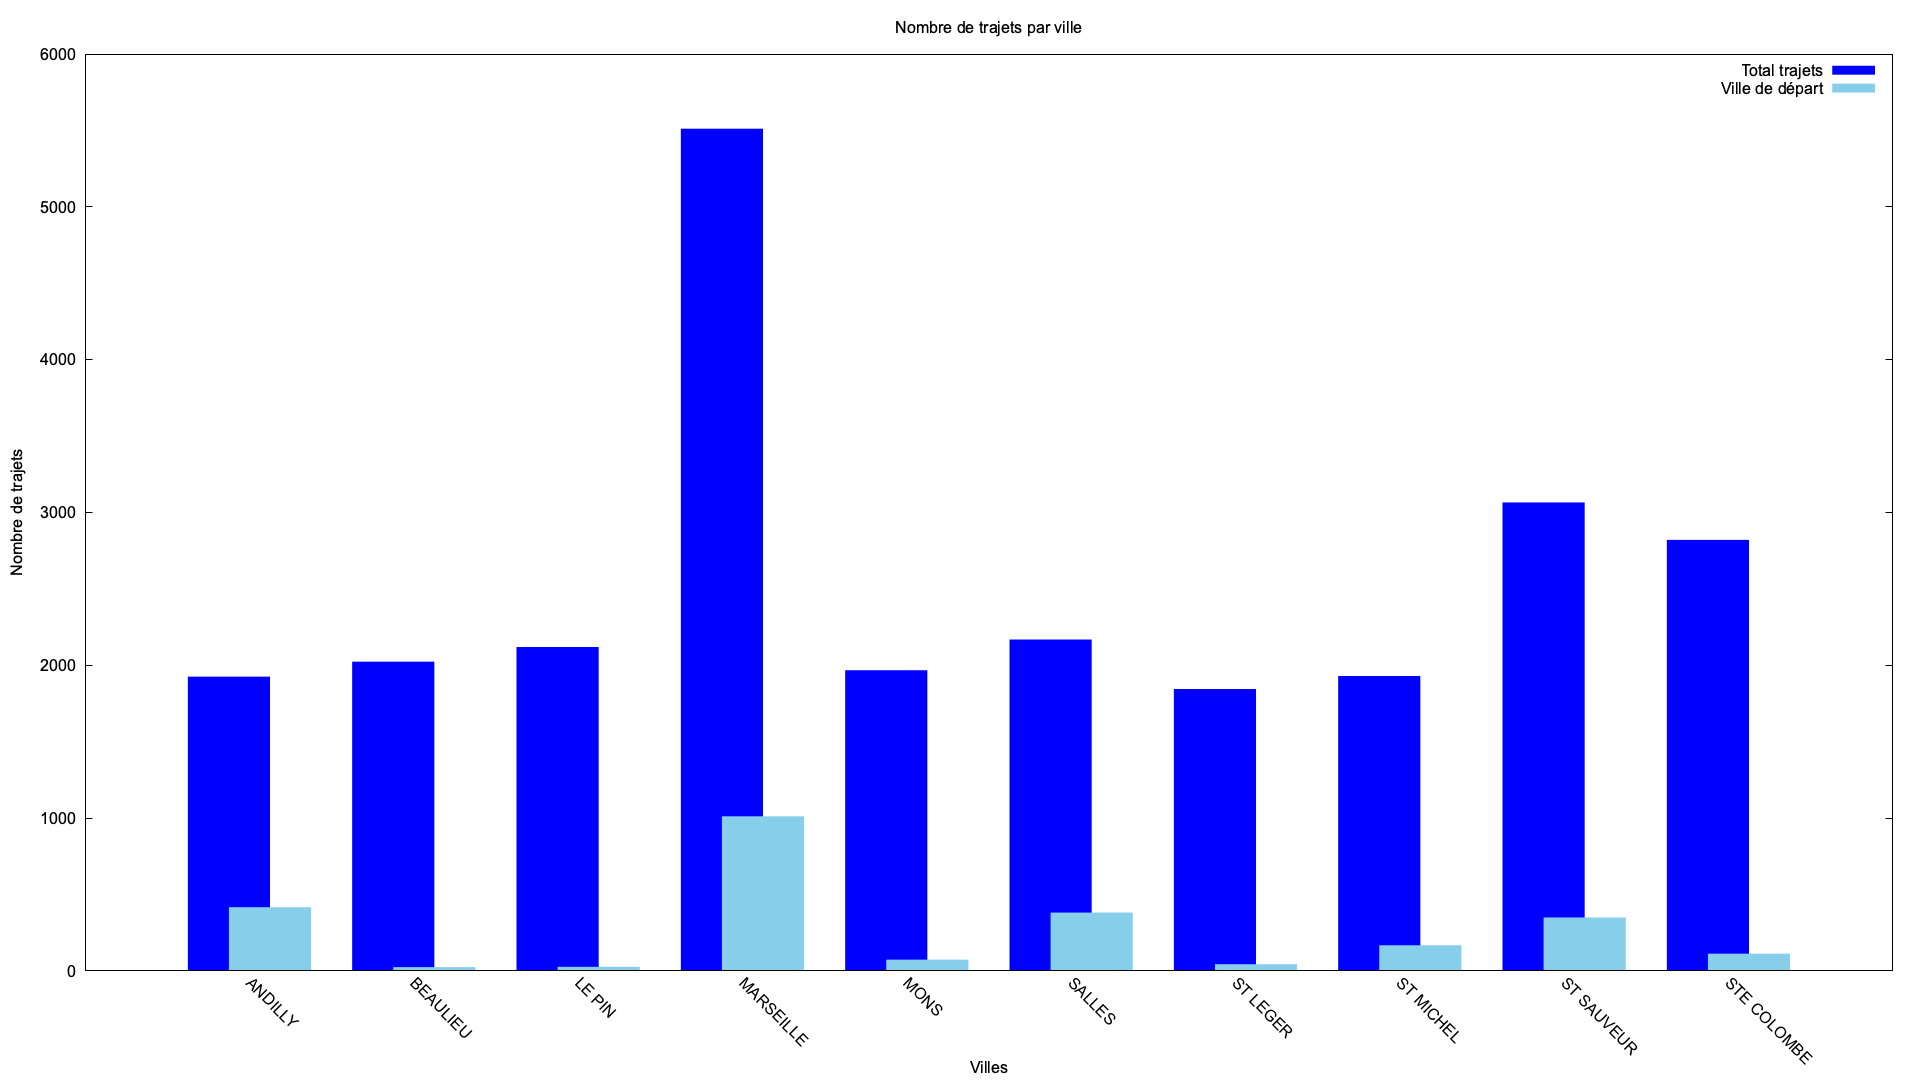 Nombre de trajets par ville
Total trajets
Ville de départ
6000
5000
4000
3000
2000
1000
0
Nombre de trajets
ANDILLY
BEAULIEU
LE PIN
MARSEILLE
MONS
SALLES
ST LEGER
ST MICHEL
ST SAUVEUR
STE COLOMBE
Villes